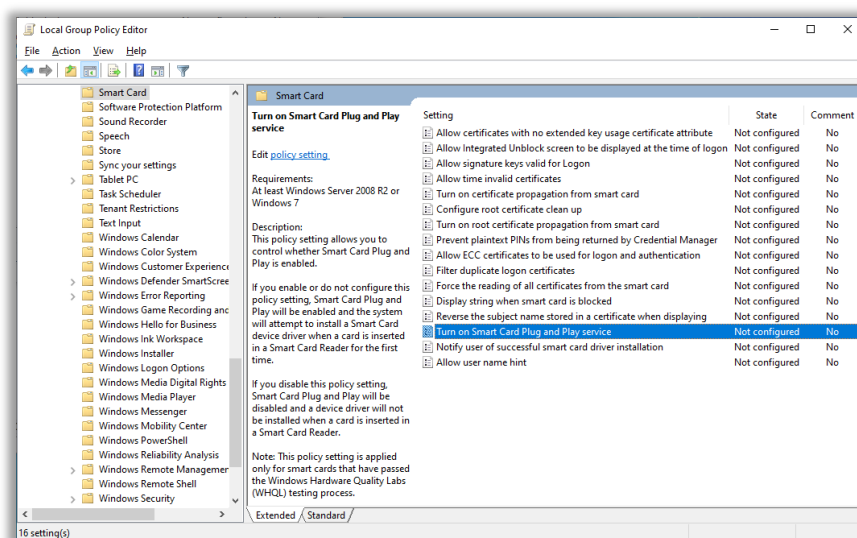 Local Group Policy Editor
File Action View Help
Smart Card
Software Protection Platform
Sound Recorder
Speech
Store
Sync your settings
Tablet PC
Task Scheduler
Tenant Restrictions
Text Input
Windows Calendar
Windows Color System
Windows Customer Experience
Windows Defender SmartScree
Windows Error Reporting
Windows Game Recording and
Windows Hello for Business
Windows Ink Workspace
Windows Installer
Windows Logon Options
Windows Media Digital Rights
Windows Media Player
Windows Messenger
Windows Mobility Center
Windows PowerShell
Windows Reliability Analysis
Windows Remote Managemer
Windows Remote Shell
Windows Security
Smart Card
Turn on Smart Card Plug and Play
service
Edit policy setting
Requirements:
At least Windows Server 2008 R2 or
Windows 7
Description:
This policy setting allows you to
control whether Smart Card Plug and
Play is enabled.
If you enable or do not configure this
policy setting, Smart Card Plug and
Play will be enabled and the system
will attempt to install a Smart Card
device driver when a card is inserted
in a Smart Card Reader for the first
time.
If you disable this policy setting,
Smart Card Plug and Play will be
disabled and a device driver will not
be installed when a card is inserted in
a Smart Card Reader.
Note: This policy setting is applied
only for smart cards that have passed
the Windows Hardware Quality Labs
(WHQL) testing process.
Setting State Comment
Allow certificates with no extended key usage certificate attribute Not configured No
Allow Integrated Unblock screen to be displayed at the time of logon Not configured No
Allow signature keys valid for Logon Not configured No
Allow time invalid certificates Not configured No
Turn on certificate propagation from smart card Not configured No
Configure root certificate clean up Not configured No
Turn on root certificate propagation from smart card Not configured No
Prevent plaintext PINs from being returned by Credential Manager Not configured No
Allow ECC certificates to be used for logon and authentication Not configured No
Filter duplicate logon certificates Not configured No
Force the reading of all certificates from the smart card Not configured No
Display string when smart card is blocked Not configured No
Reverse the subject name stored in a certificate when displaying Not configured No
Turn on Smart Card Plug and Play service Not configured No
Notify user of successful smart card driver installation Not configured No
Allow user name hint Not configured No
Extended Standard
16 setting(s)